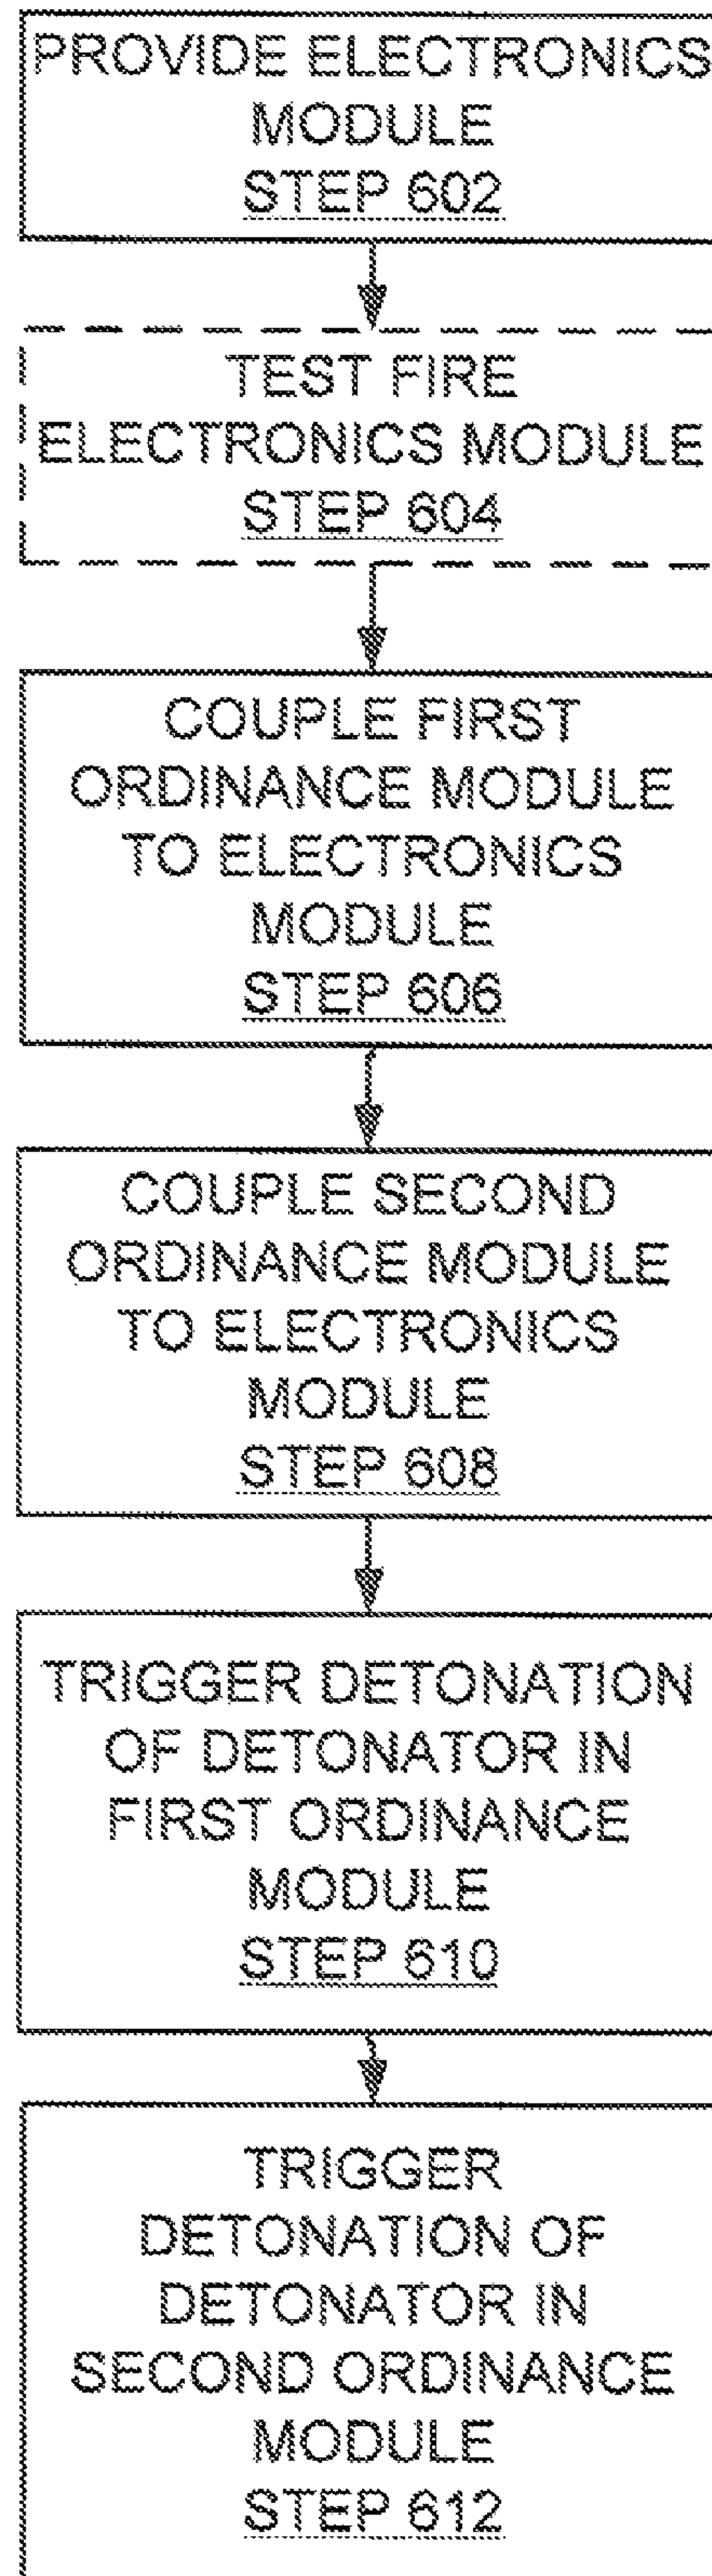 PROVIDE ELECTRONICS
MODULE
STEP 602
TEST FIRE
ELECTRONICS MODULE
STEP 604
COUPLE FIRST
ORDINANCE MODULE
TO ELECTRONICS
MODULE
STEP 606
COUPLE SECOND
ORDINANCE MODULE
TO ELECTRONICS
MODULE
STEP 608
TRIGGER DETONATION
OF DETONATOR IN
FIRST ORDINANCE
MODULE
STEP 610
TRIGGER
DETONATION OF
DETONATOR IN
SECOND ORDINANCE
MODULE
STEP 612